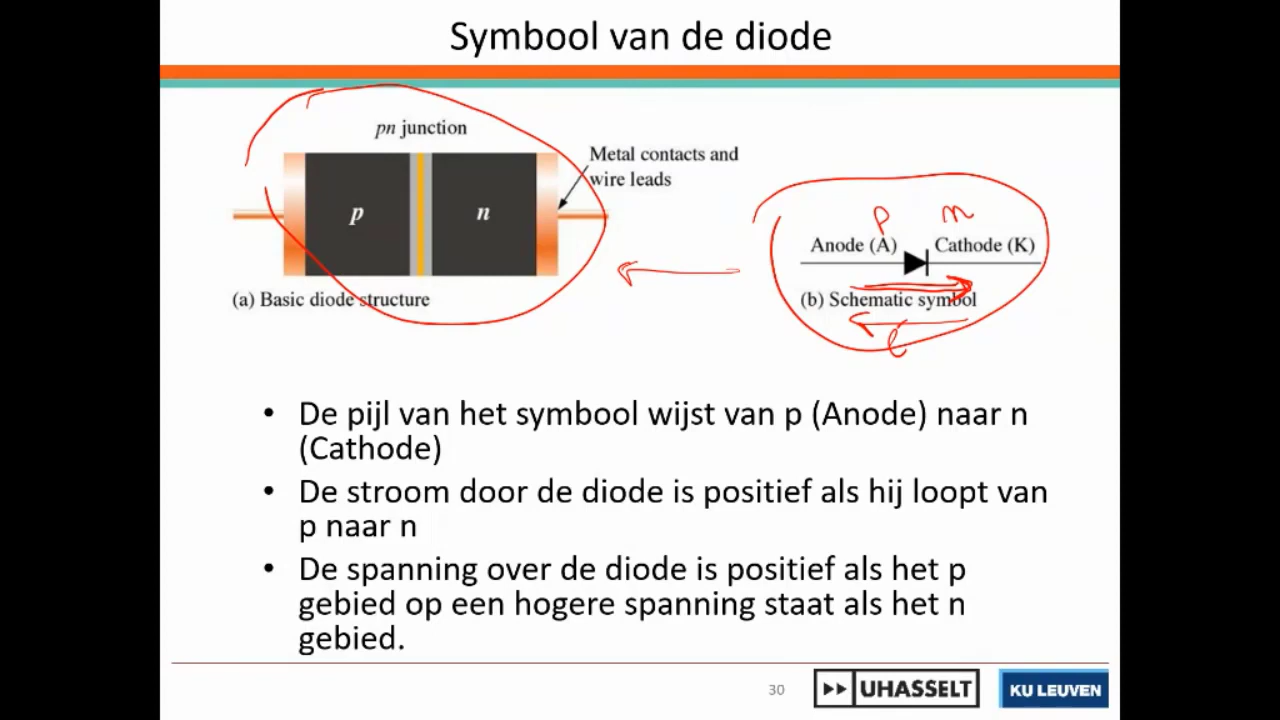 Symbool van de diode
pn junction
Metal contacts and
wire leads
p
n
p n
Anode (A) Cathode (K)
(a) Basic diode structure
(b) Schematic symbol
• De pijl van het symbool wijst van p (Anode) naar n
(Cathode)
• De stroom door de diode is positief als hij loopt van
p naar n
• De spanning over de diode is positief als het p
gebied op een hogere spanning staat als het n
gebied.
30
UHASSELT
KU LEUVEN